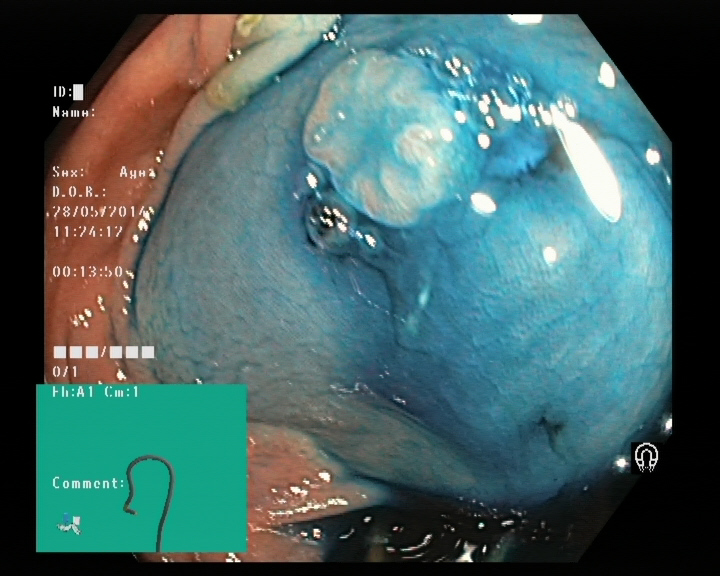 ID:
Name:
Sex: Age:
D.O.B.:
28/05/2014
11:24:12
00:13:50
/
0/1
Eh:A1 Cm:1
Comment: